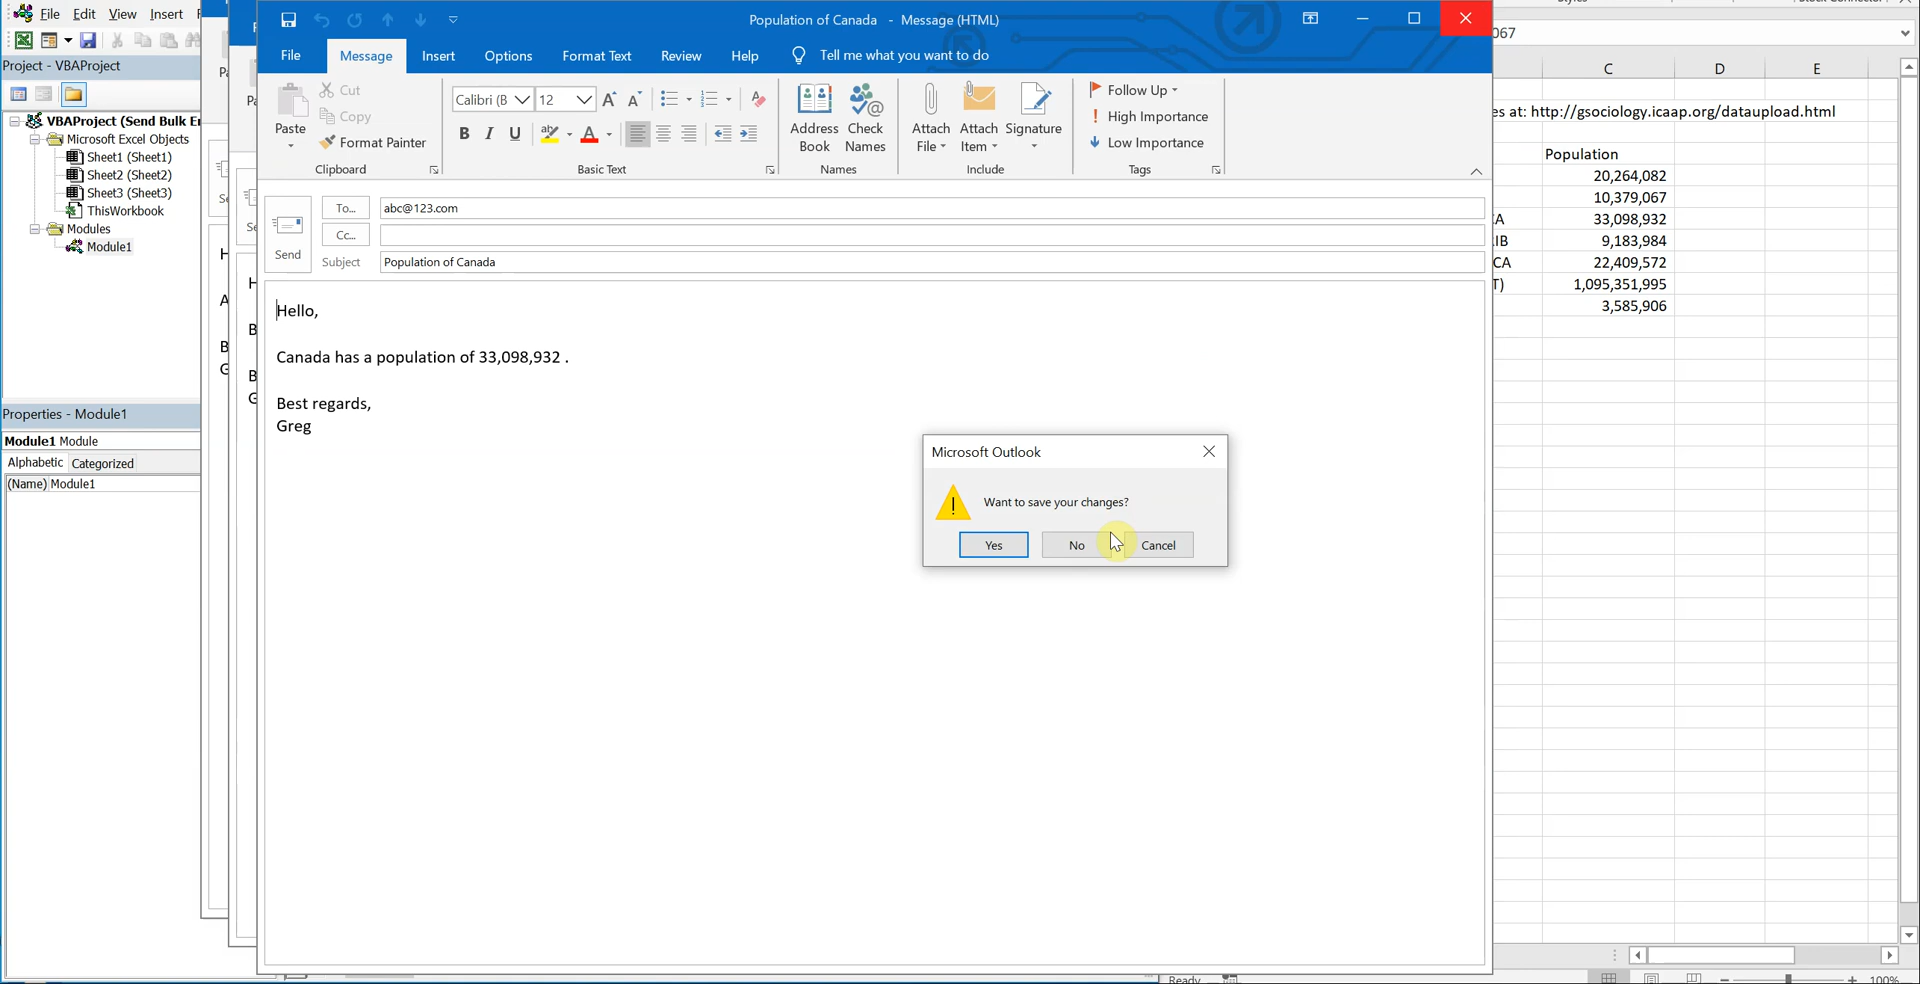 File Edit View Insert
Project - VBAProject
VBAProject (Send Bulk
Microsoft Excel Objects
Sheet1 (Sheet1)
Sheet2 (Sheet2)
Sheet3 (Sheet3)
ThisWorkbook
Modules
Module1
Properties - Module1
Module1 Module
Alphabetic Categorized
(Name) Module1
Population of Canada - Message (HTML)
File Message Insert Options Format Text Review Help Tell me what you want to do
Paste
Cut
Copy
Format Painter
Clipboard
Calibri (B 12
B I U
Basic Text
Address Book
Check Names
Names
Attach File
Attach Item
Signature
Include
Follow Up
High Importance
Low Importance
Tags
Send
To... abc@123.com
Cc...
Subject Population of Canada
Hello,
Canada has a population of 33,098,932 .
Best regards,
Greg
Microsoft Outlook
Want to save your changes?
Yes No Cancel
067
C D E
es at: http://gsociology.icaap.org/dataupload.html
Population
20,264,082
10,379,067
CA 33,098,932
IB 9,183,984
CA 22,409,572
T) 1,095,351,995
3,585,906
Ready
100%